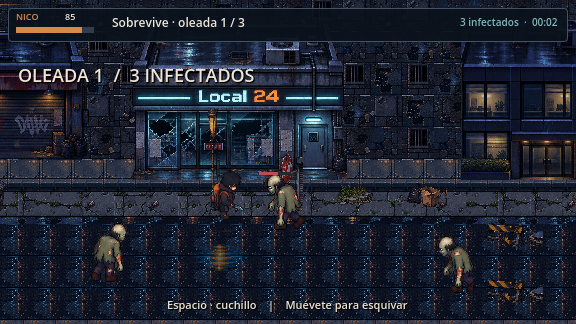 NICO 85
Sobrevive · oleada 1 / 3
3 infectados · 00:02
OLEADA 1 / 3 INFECTADOS
Local 24
Espacio · cuchillo | Muévete para esquivar